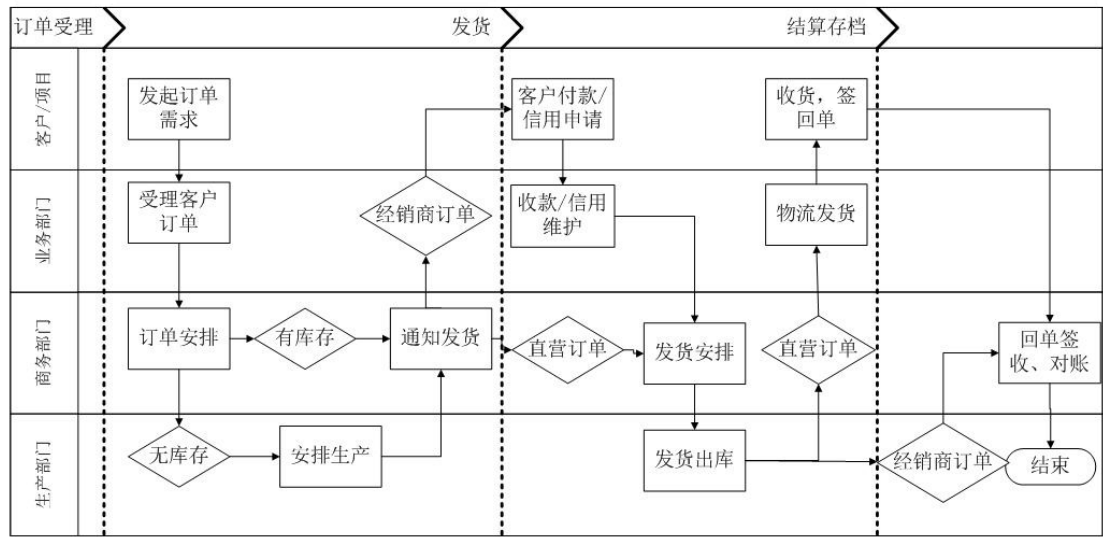 订单受理
发货
结算存档
客户/项目
发起订单
需求
客户付款/
信用申请
收货，签
回单
业务部门
受理客户
订单
经销商订单
收款/信用
维护
物流发货
商务部门
订单安排
有库存
通知发货
直营订单
发货安排
直营订单
回单签
收、对账
生产部门
无库存
安排生产
发货出库
经销商订单
结束